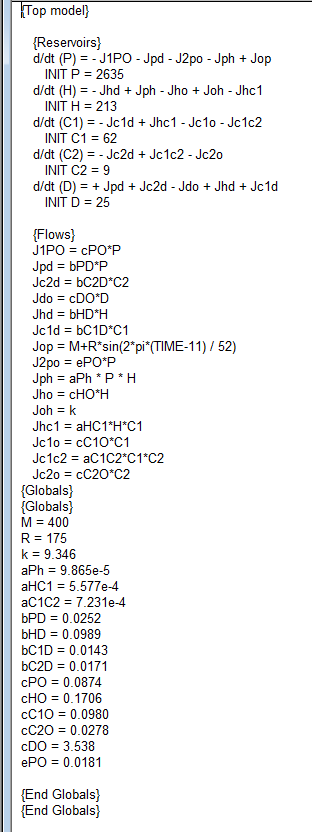 {Top model}
{Reservoirs}
d/dt (P) = - J1PO - Jpd - J2po - Jph + Jop
INIT P = 2635
d/dt (H) = - Jhd + Jph - Jho + Joh - Jhc1
INIT H = 213
d/dt (C1) = - Jc1d + Jhc1 - Jc1o - Jc1c2
INIT C1 = 62
d/dt (C2) = - Jc2d + Jc1c2 - Jc2o
INIT C2 = 9
d/dt (D) = + Jpd + Jc2d - Jdo + Jhd + Jc1d
INIT D = 25
{Flows}
J1PO = cPO*P
Jpd = bPD*P
Jc2d = bC2D*C2
Jdo = cDO*D
Jhd = bHD*H
Jc1d = bC1D*C1
Jop = M+R*sin(2*pi*(TIME-11) / 52)
J2po = ePO*P
Jph = aPh * P * H
Jho = cHO*H
Joh = k
Jhc1 = aHC1*H*C1
Jc1o = cC1O*C1
Jc1c2 = aC1C2*C1*C2
Jc2o = cC2O*C2
{Globals}
{Globals}
M = 400
R = 175
k = 9.346
aPh = 9.865e-5
aHC1 = 5.577e-4
aC1C2 = 7.231e-4
bPD = 0.0252
bHD = 0.0989
bC1D = 0.0143
bC2D = 0.0171
cPO = 0.0874
cHO = 0.1706
cC1O = 0.0980
cC2O = 0.0278
cDO = 3.538
ePO = 0.0181
{End Globals}
{End Globals}